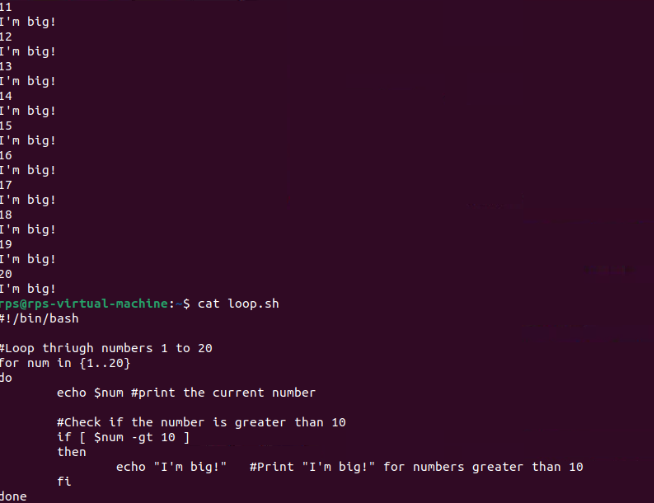 11
I'm big!
12
I'm big!
13
I'm big!
14
I'm big!
15
I'm big!
16
I'm big!
17
I'm big!
18
I'm big!
19
I'm big!
20
I'm big!
rps@rps-virtual-machine:~$ cat loop.sh
#!/bin/bash

#Loop thriugh numbers 1 to 20
for num in {1..20}
do
        echo $num #print the current number

        #Check if the number is greater than 10
        if [ $num -gt 10 ]
        then
                echo "I'm big!"   #Print "I'm big!" for numbers greater than 10
        fi
done